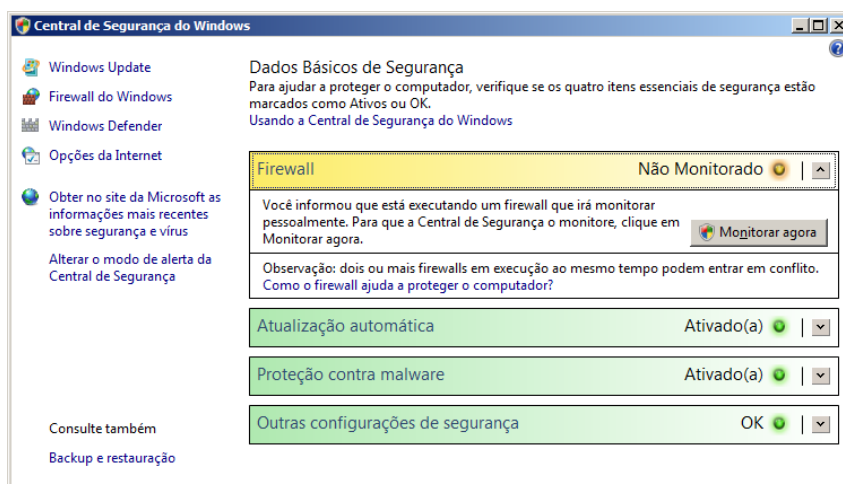 Central de Segurança do Windows
Windows Update
Firewall do Windows
Windows Defender
Opções da Internet
Obter no site da Microsoft as
informações mais recentes
sobre segurança e vírus
Alterar o modo de alerta da
Central de Segurança
Consulte também
Backup e restauração
Dados Básicos de Segurança
Para ajudar a proteger o computador, verifique se os quatro itens essenciais de segurança estão
marcados como Ativos ou OK.
Usando a Central de Segurança do Windows
Firewall Não Monitorado
Você informou que está executando um firewall que irá monitorar
pessoalmente. Para que a Central de Segurança o monitore, clique em
Monitorar agora.
Monitorar agora
Observação: dois ou mais firewalls em execução ao mesmo tempo podem entrar em conflito.
Como o firewall ajuda a proteger o computador?
Atualização automática Ativado(a)
Proteção contra malware Ativado(a)
Outras configurações de segurança OK